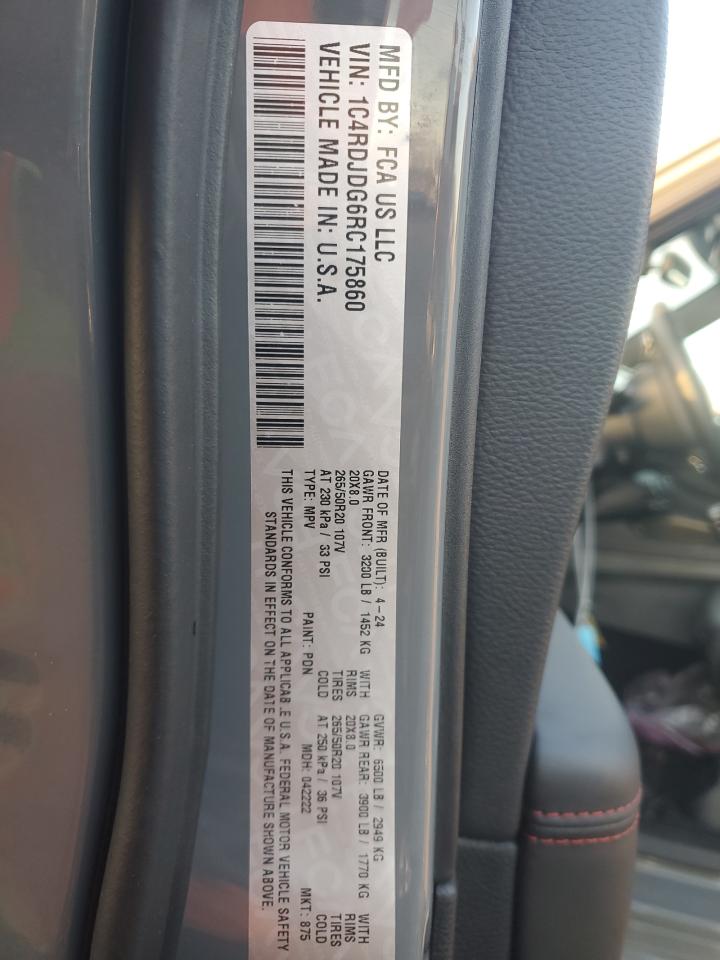 MFD BY: FCA US LLC
VIN: 1C4RDJDG6RC175860
VEHICLE MADE IN: U.S.A.
DATE OF MFR (BUILT): 4-24 GVWR: 6500 LB / 2949 KG
GAWR FRONT: 3200 LB / 1452 KG WITH GAWR REAR: 3900 LB / 1770 KG WITH
20X8.0 RIMS 20X8.0 RIMS
265/50R20 107V TIRES 265/50R20 107V TIRES
AT 230 kPa / 33 PSI COLD AT 250 kPa / 36 PSI COLD
TYPE: MPV PAINT: PDN MDH: 042222 MKT: 875
THIS VEHICLE CONFORMS TO ALL APPLICABLE U.S.A. FEDERAL MOTOR VEHICLE SAFETY
STANDARDS IN EFFECT ON THE DATE OF MANUFACTURE SHOWN ABOVE.